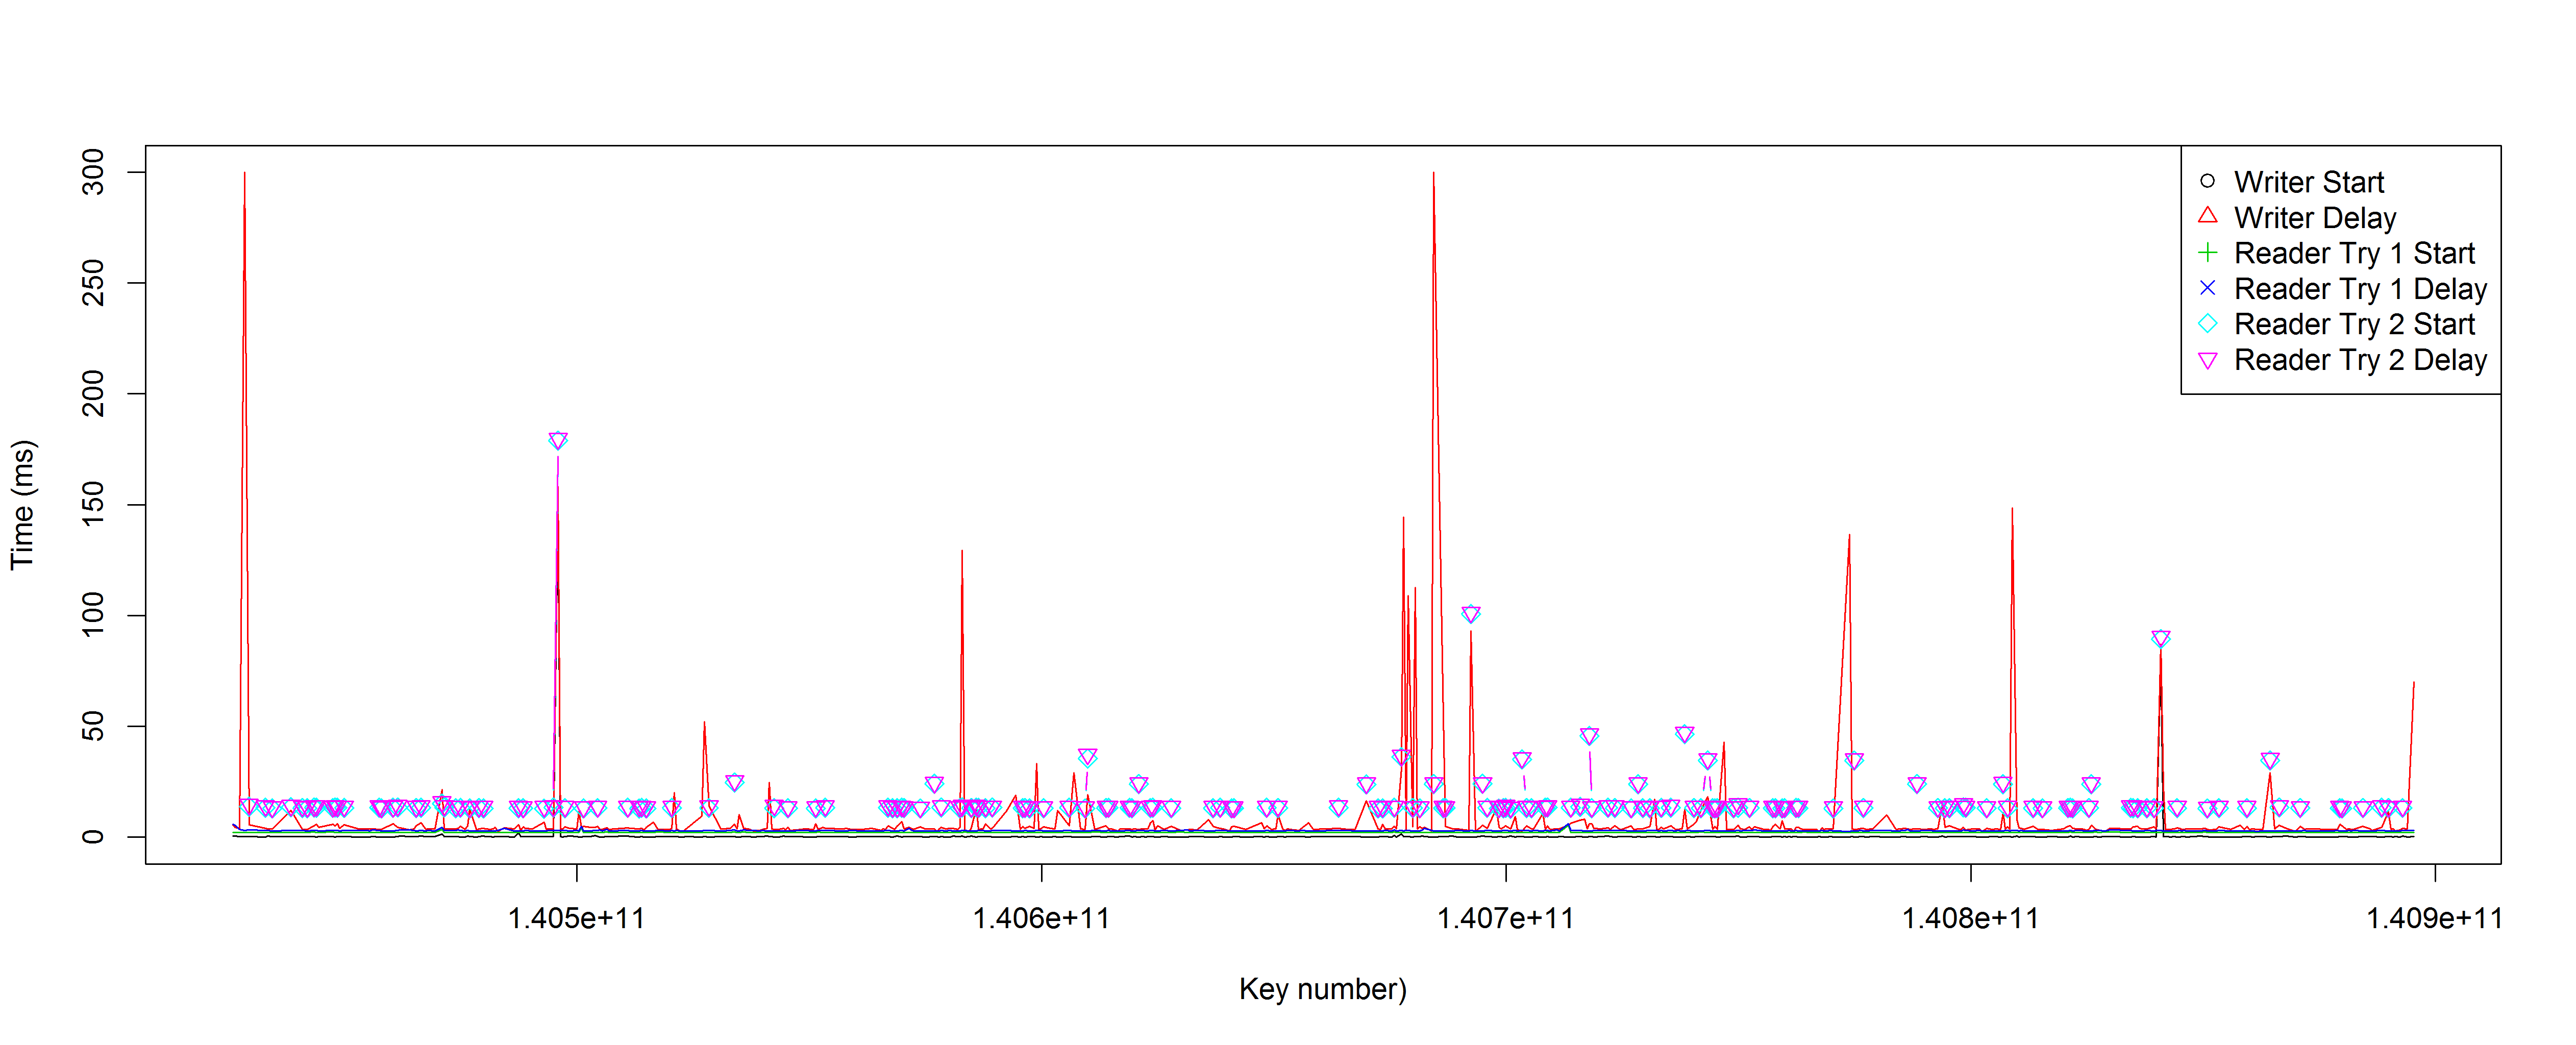 Time (ms)
300
250
200
150
100
50
0
Writer Start
Writer Delay
Reader Try 1 Start
Reader Try 1 Delay
Reader Try 2 Start
Reader Try 2 Delay
1.405e+11 1.406e+11 1.407e+11 1.408e+11 1.409e+11
Key number)